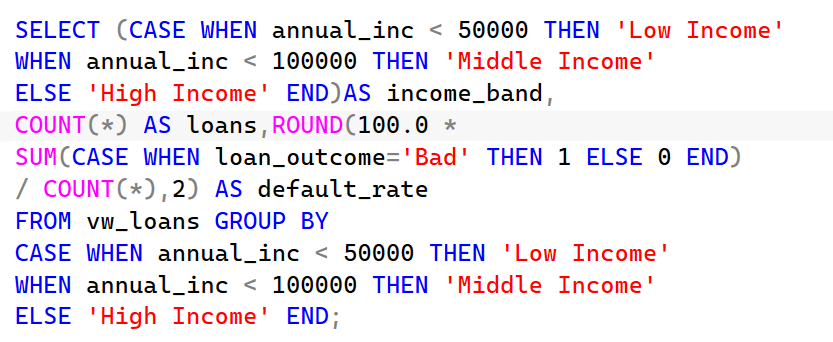 SELECT (CASE WHEN annual_inc < 50000 THEN 'Low Income'
WHEN annual_inc < 100000 THEN 'Middle Income'
ELSE 'High Income' END)AS income_band,
COUNT(*) AS loans,ROUND(100.0 *
SUM(CASE WHEN loan_outcome='Bad' THEN 1 ELSE 0 END)
/ COUNT(*),2) AS default_rate
FROM vw_loans GROUP BY
CASE WHEN annual_inc < 50000 THEN 'Low Income'
WHEN annual_inc < 100000 THEN 'Middle Income'
ELSE 'High Income' END;